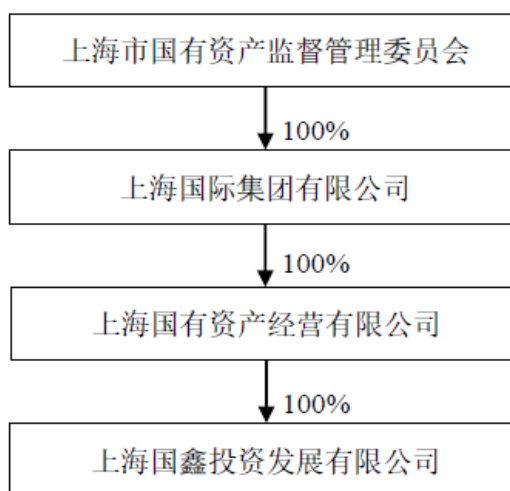 上海市国有资产监督管理委员会
100%
上海国际集团有限公司
100%
上海国有资产经营有限公司
100%
上海国鑫投资发展有限公司